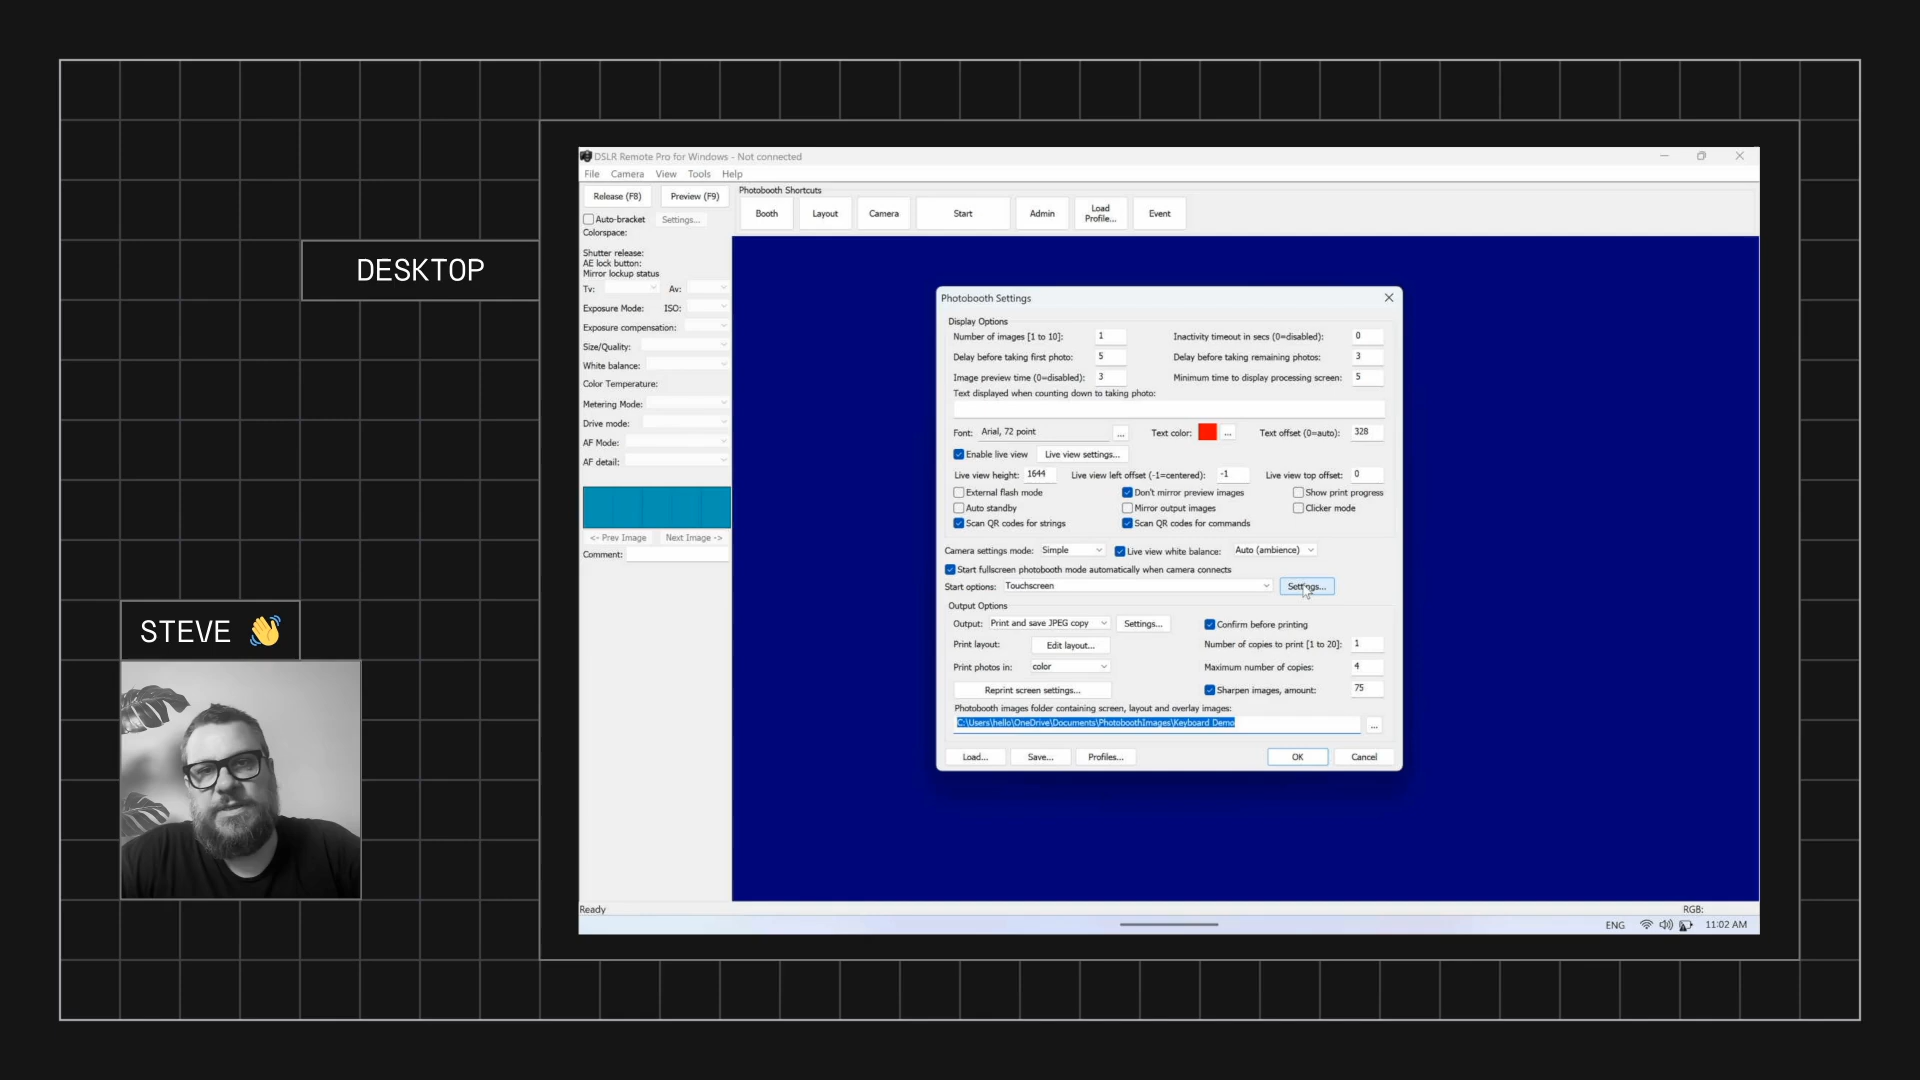 DSLR Remote Pro for Windows - Not connected
File Camera View Tools Help
Release (F8) Preview (F9)
Auto-bracket Settings...
Colorspace:
Shutter release:
AE lock button:
Mirror lockup status
Tv: Av:
Exposure Mode: ISO:
Exposure compensation:
Size/Quality:
White balance:
Color Temperature:
Metering Mode:
Drive mode:
AF Mode:
AF detail:
<- Prev Image Next Image ->
Comment:
Photobooth Shortcuts
Booth Layout Camera Start Admin Load Profile... Event
DESKTOP
STEVE 👋
Photobooth Settings
Display Options
Number of images [1 to 10]: 1 Inactivity timeout in secs (0=disabled): 0
Delay before taking first photo: 5 Delay before taking remaining photos: 3
Image preview time (0=disabled): 3 Minimum time to display processing screen: 5
Text displayed when counting down to taking photo:
Font: Arial, 72 point ... Text color: ... Text offset (0=auto): 328
Enable live view Live view settings...
Live view height: 1644 Live view left offset (-1=centered): -1 Live view top offset: 0
External flash mode Don't mirror preview images Show print progress
Auto standby Mirror output images Clicker mode
Scan QR codes for strings Scan QR codes for commands
Camera settings mode: Simple Live view white balance: Auto (ambience)
Start fullscreen photobooth mode automatically when camera connects
Start options: Touchscreen Settings...
Output Options
Output: Print and save JPEG copy Settings... Confirm before printing
Print layout: Edit layout... Number of copies to print [1 to 20]: 1
Print photos in: color Maximum number of copies: 4
Reprint screen settings... Sharpen images, amount: 75
Photobooth images folder containing screen, layout and overlay images:
C:\Users\hello\OneDrive\Documents\PhotoboothImages\Keyboard Demo ...
Load... Save... Profiles... OK Cancel
Ready RGB:
ENG 11:02 AM